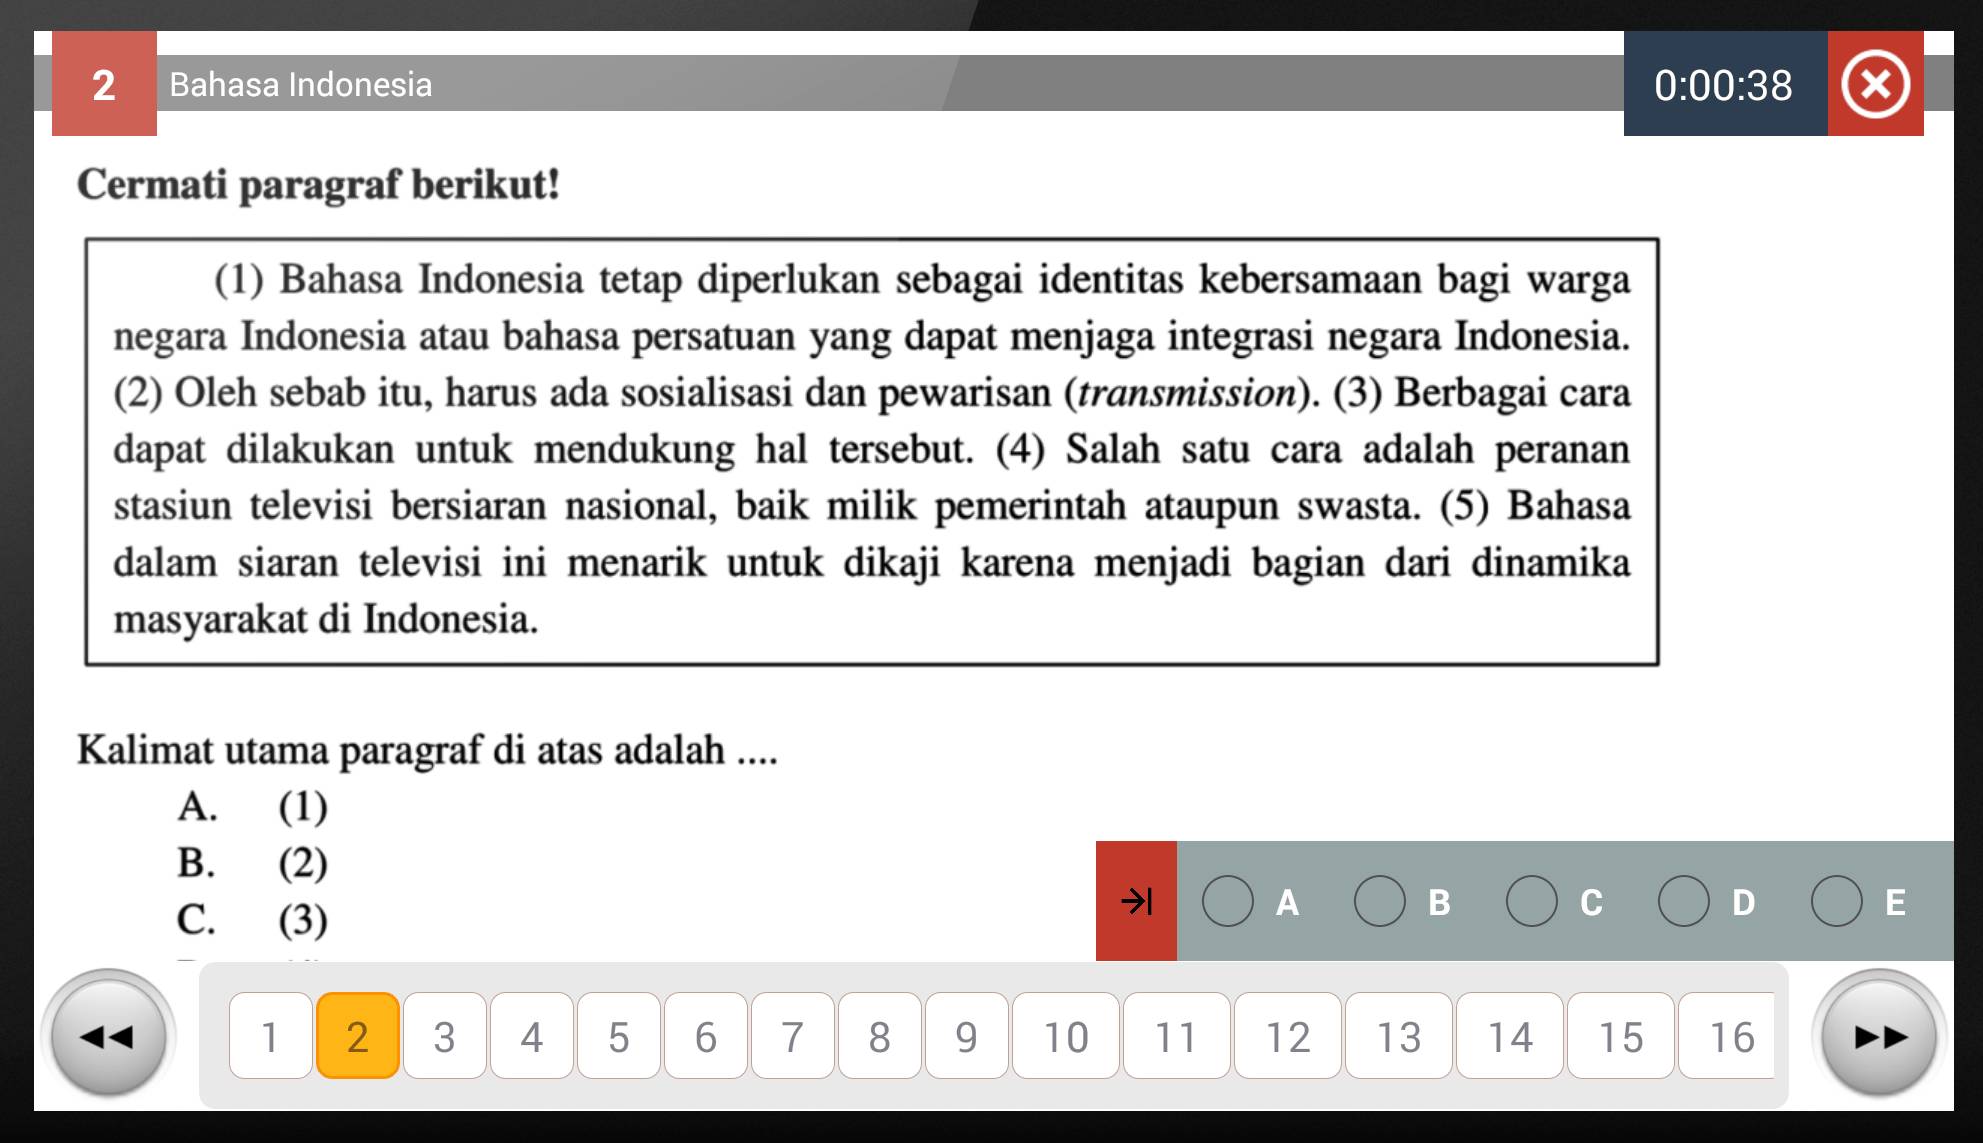 2 Bahasa Indonesia 0:00:38
Cermati paragraf berikut!
(1) Bahasa Indonesia tetap diperlukan sebagai identitas kebersamaan bagi warga
negara Indonesia atau bahasa persatuan yang dapat menjaga integrasi negara Indonesia.
(2) Oleh sebab itu, harus ada sosialisasi dan pewarisan (transmission). (3) Berbagai cara
dapat dilakukan untuk mendukung hal tersebut. (4) Salah satu cara adalah peranan
stasiun televisi bersiaran nasional, baik milik pemerintah ataupun swasta. (5) Bahasa
dalam siaran televisi ini menarik untuk dikaji karena menjadi bagian dari dinamika
masyarakat di Indonesia.
Kalimat utama paragraf di atas adalah ....
A. (1)
B. (2)
C. (3)
A B C D E
1 2 3 4 5 6 7 8 9 10 11 12 13 14 15 16